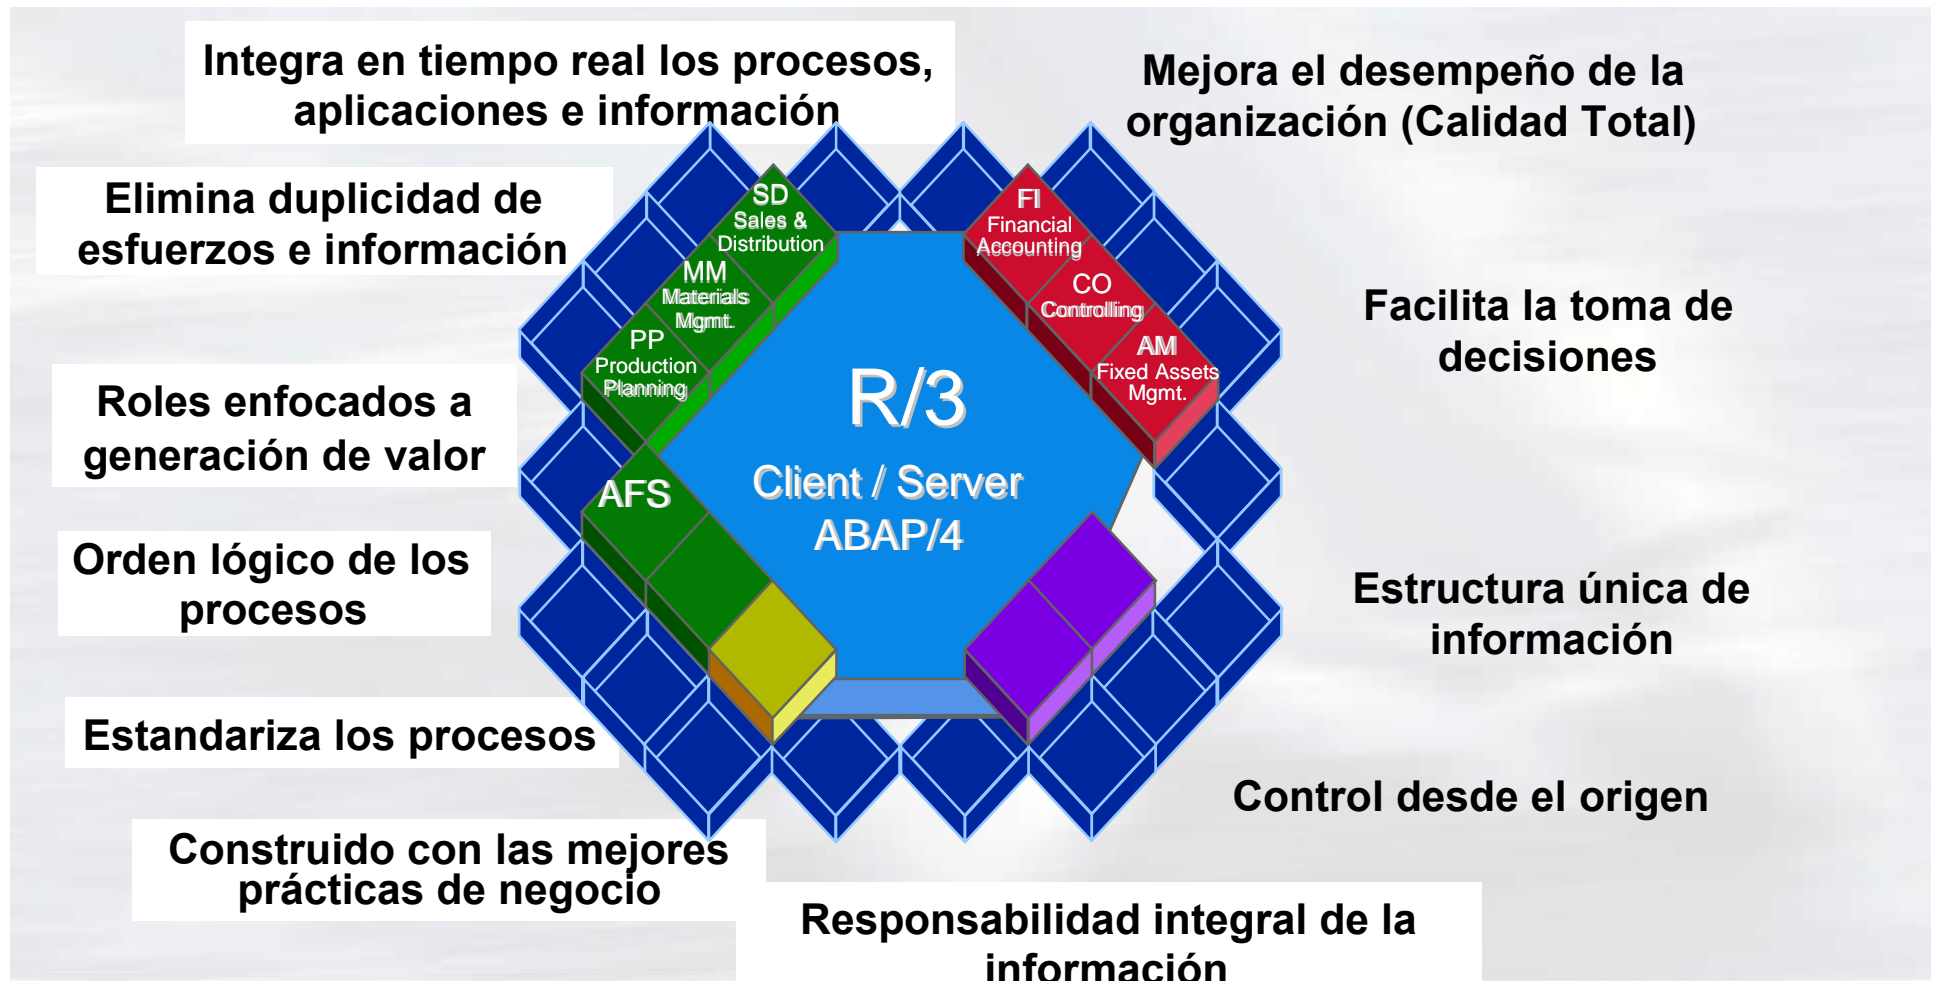 Integra en tiempo real los procesos,
aplicaciones e información
Mejora el desempeño de la
organización (Calidad Total)
Elimina duplicidad de
esfuerzos e información
SD
Sales &
Distribution
MM
Materials
Mgmt.
PP
Production
Planning
FI
Financial
Accounting
CO
Controlling
AM
Fixed Assets
Mgmt.
Facilita la toma de
decisiones
Roles enfocados a
generación de valor
R/3
Client / Server
ABAP/4
AFS
Orden lógico de los
procesos
Estructura única de
información
Estandariza los procesos
Control desde el origen
Construido con las mejores
prácticas de negocio
Responsabilidad integral de la
información